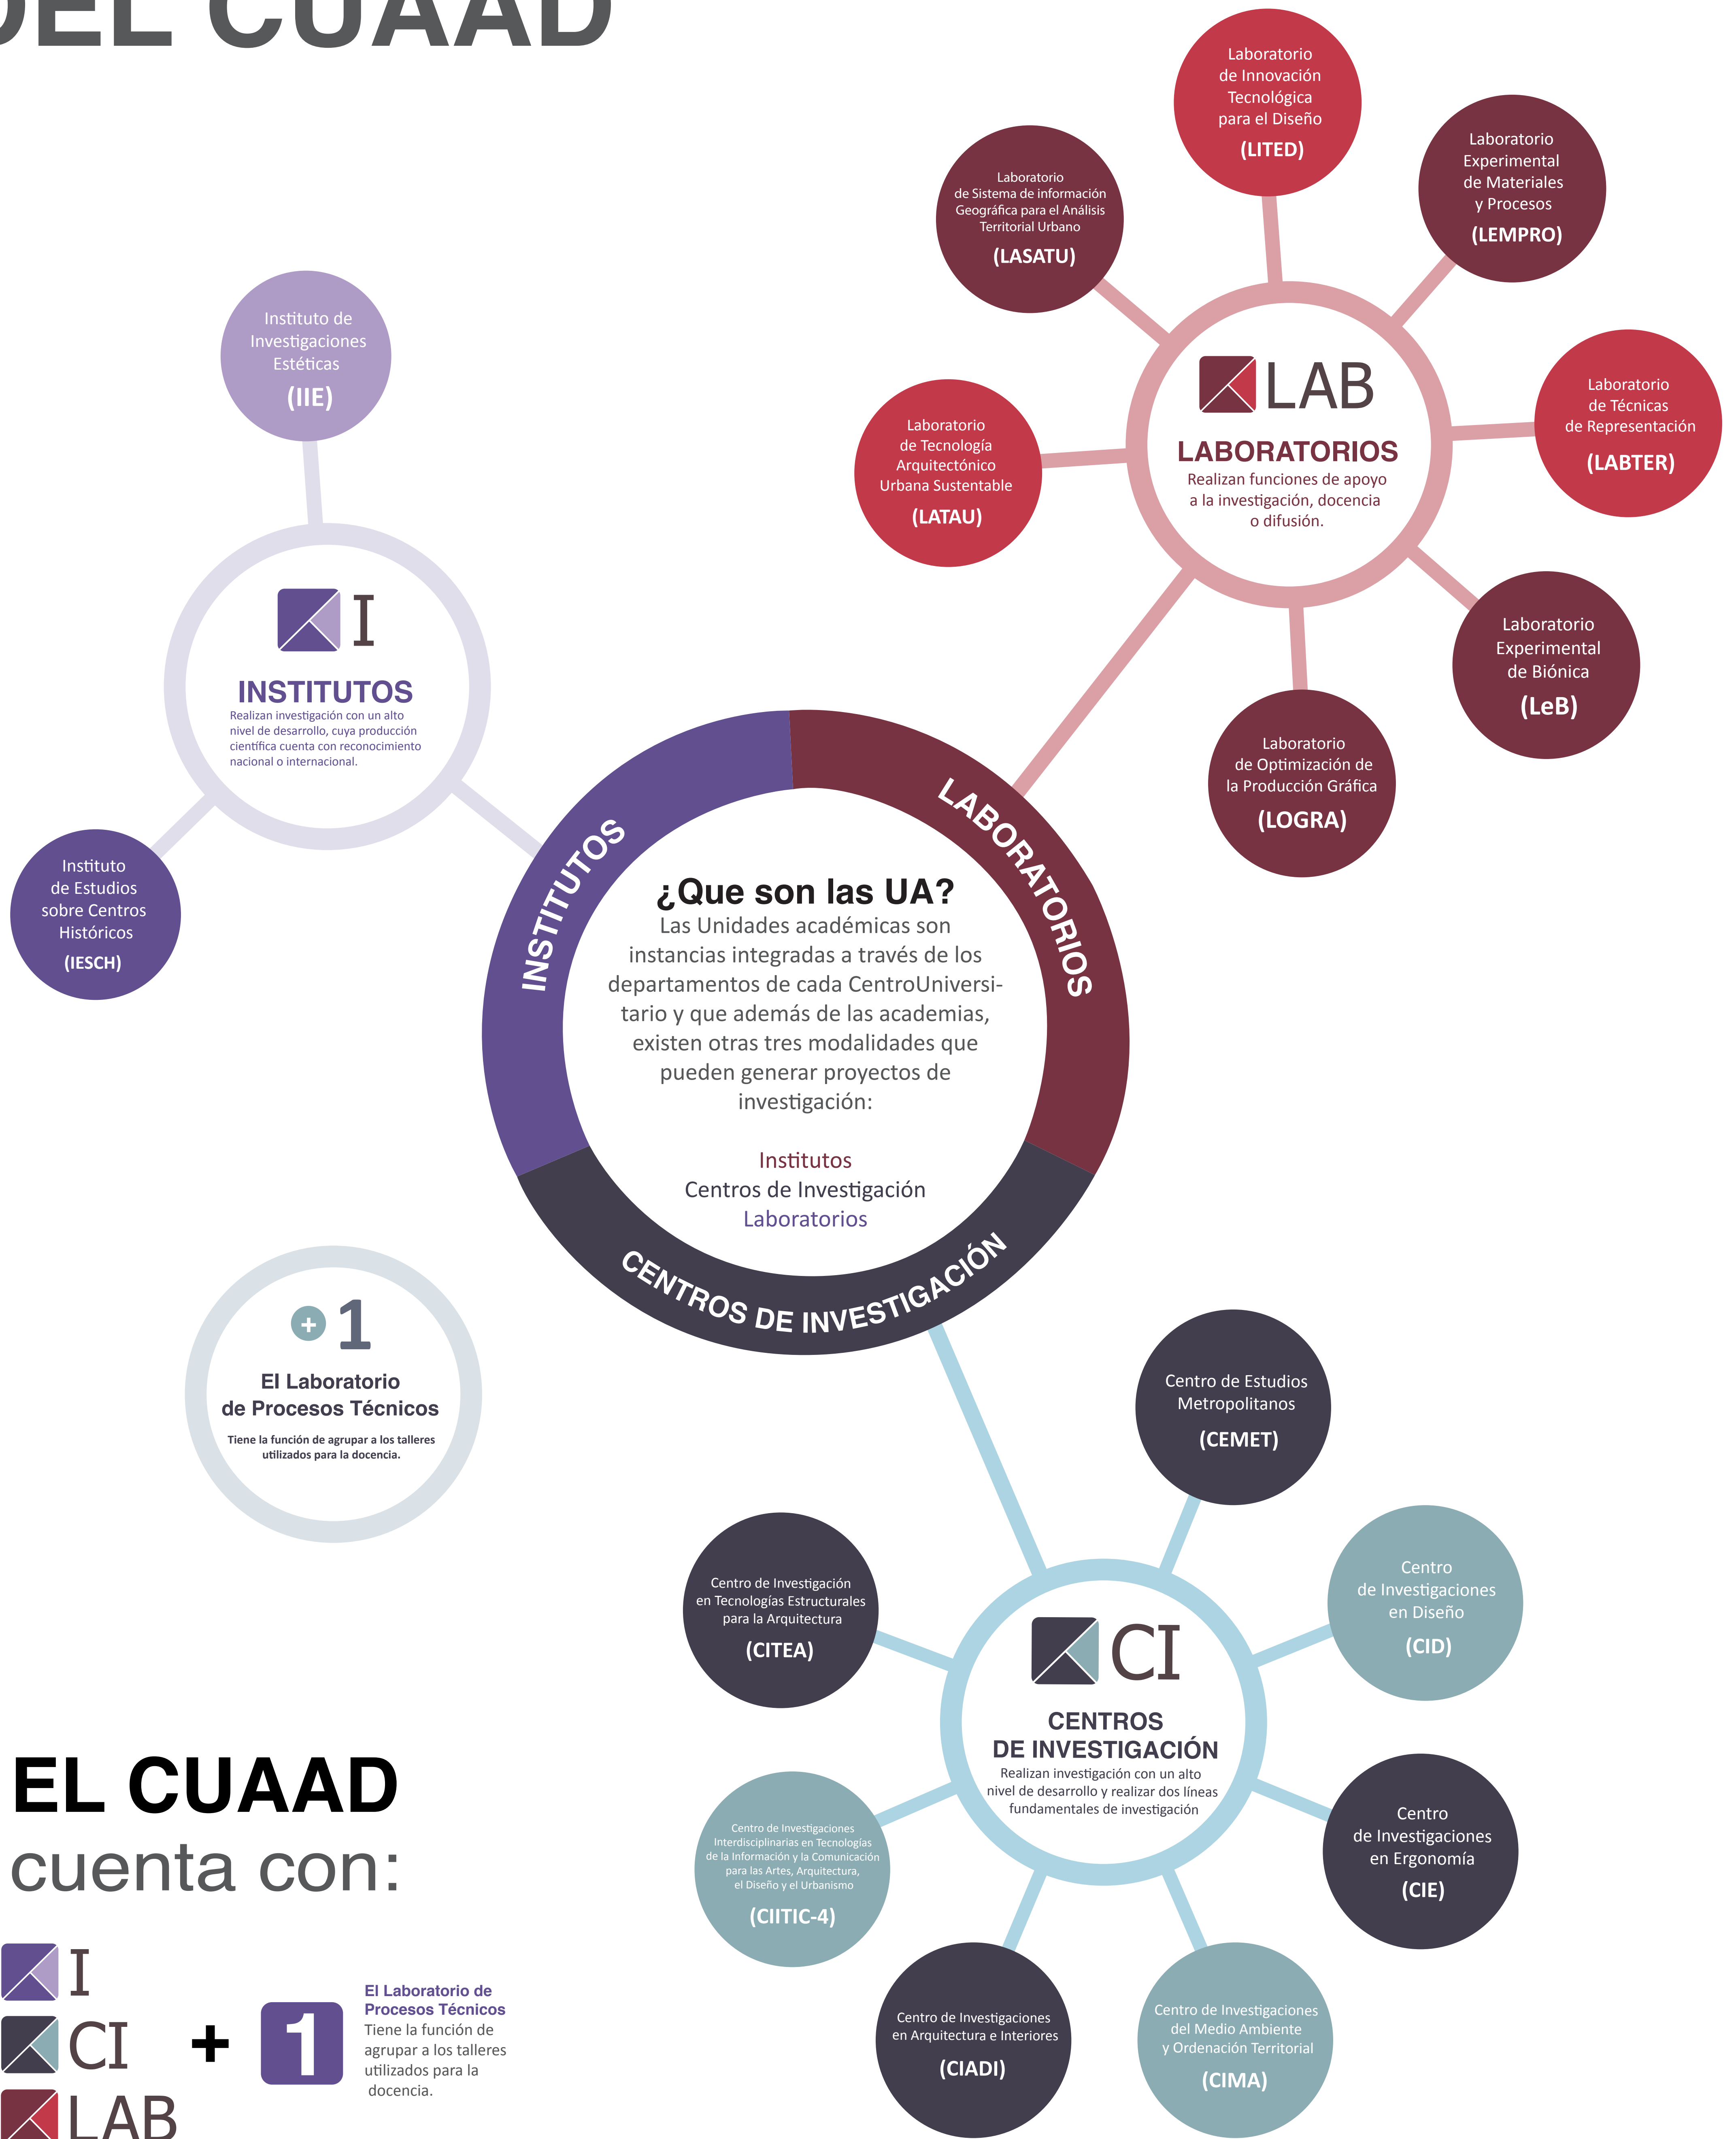 DEL CUAAD
Laboratorio
de Innovación
Tecnológica
para el Diseño
(LITED)
Laboratorio
Experimental
de Materiales
y Procesos
(LEMPRO)
Laboratorio
de Sistema de información
Geográfica para el Análisis
Territorial Urbano
(LASATU)
Laboratorio
de Técnicas
de Representación
(LABTER)
Laboratorio
de Tecnología
Arquitectónico
Urbana Sustentable
(LATAU)
LAB
LABORATORIOS
Realizan funciones de apoyo
a la investigación, docencia
o difusión.
Laboratorio
Experimental
de Biónica
(LeB)
Laboratorio
de Optimización de
la Producción Gráfica
(LOGRA)
Instituto de
Investigaciones
Estéticas
(IIE)
I
INSTITUTOS
Realizan investigación con un alto
nivel de desarrollo, cuya producción
científica cuenta con reconocimiento
nacional o internacional.
Instituto
de Estudios
sobre Centros
Históricos
(IESCH)
INSTITUTOS
LABORATORIOS
¿Que son las UA?
Las Unidades académicas son
instancias integradas a través de los
departamentos de cada CentroUniversi-
tario y que además de las academias,
existen otras tres modalidades que
pueden generar proyectos de
investigación:
Institutos
Centros de Investigación
Laboratorios
CENTROS DE INVESTIGACIÓN
+ 1
El Laboratorio
de Procesos Técnicos
Tiene la función de agrupar a los talleres
utilizados para la docencia.
Centro de Estudios
Metropolitanos
(CEMET)
Centro de Investigación
en Tecnologías Estructurales
para la Arquitectura
(CITEA)
Centro
de Investigaciones
en Diseño
(CID)
CI
CENTROS
DE INVESTIGACIÓN
Realizan investigación con un alto
nivel de desarrollo y realizar dos líneas
fundamentales de investigación
Centro de Investigaciones
Interdisciplinarias en Tecnologías
de la Información y la Comunicación
para las Artes, Arquitectura,
el Diseño y el Urbanismo
(CIITIC-4)
Centro
de Investigaciones
en Ergonomía
(CIE)
Centro de Investigaciones
en Arquitectura e Interiores
(CIADI)
Centro de Investigaciones
del Medio Ambiente
y Ordenación Territorial
(CIMA)
EL CUAAD
cuenta con:
I
CI
LAB
+
1
El Laboratorio de
Procesos Técnicos
Tiene la función de
agrupar a los talleres
utilizados para la
docencia.